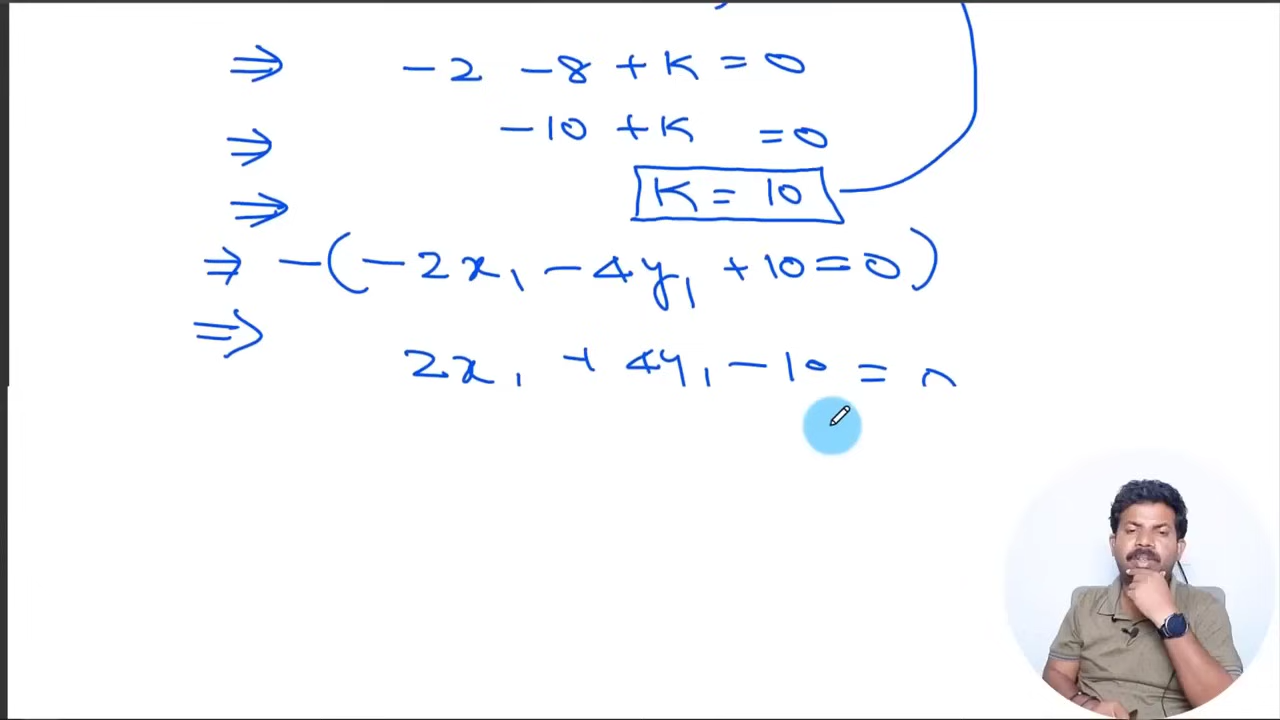 ⇒ -2 -8 + K = 0
⇒ -10 + K = 0
⇒ K = 10
⇒ -(-2x₁ - 4y₁ + 10 = 0)
⇒ 2x₁ + 4y₁ - 10 = 0